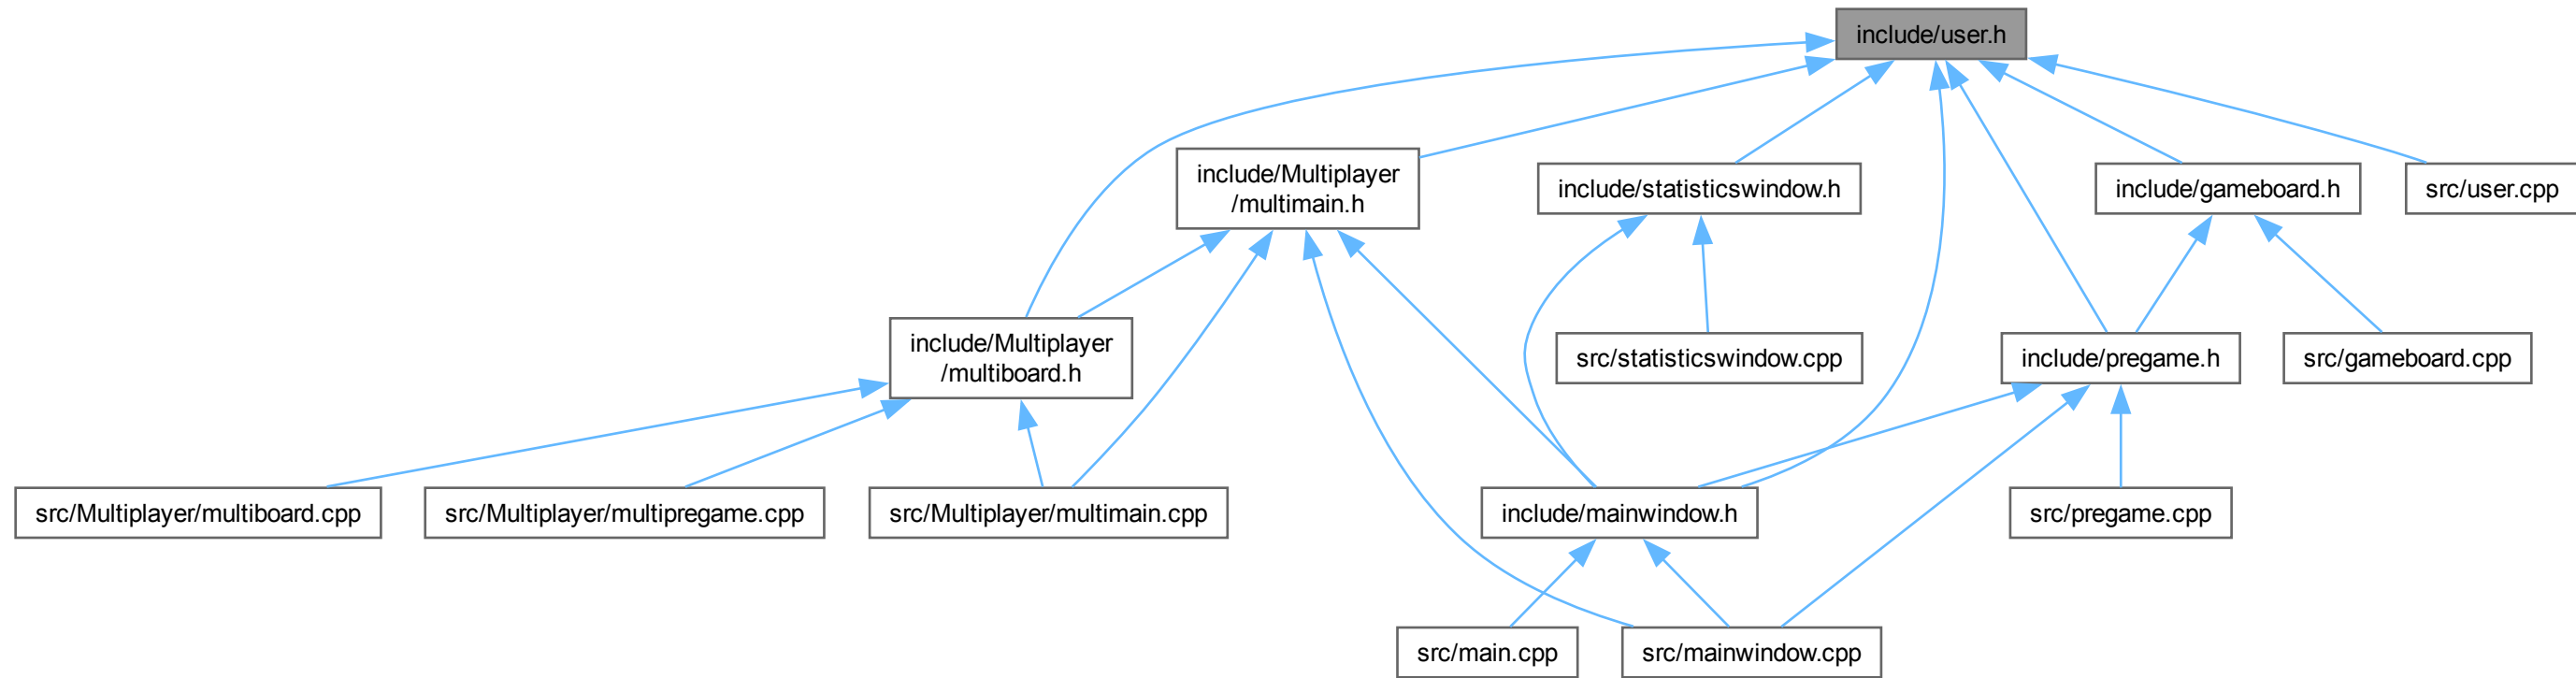 include/user.h
include/Multiplayer
/multimain.h
include/statisticswindow.h
include/gameboard.h
src/user.cpp
include/Multiplayer
/multiboard.h
src/statisticswindow.cpp
include/pregame.h
src/gameboard.cpp
src/Multiplayer/multiboard.cpp
src/Multiplayer/multipregame.cpp
src/Multiplayer/multimain.cpp
include/mainwindow.h
src/pregame.cpp
src/main.cpp
src/mainwindow.cpp